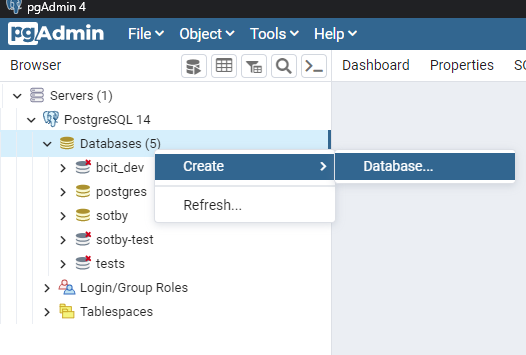 pgAdmin 4
pgAdmin File Object Tools Help
Browser Dashboard Properties
Servers (1)
PostgreSQL 14
Databases (5)
bcit_dev Create Database...
postgres
sotby Refresh...
sotby-test
tests
Login/Group Roles
Tablespaces